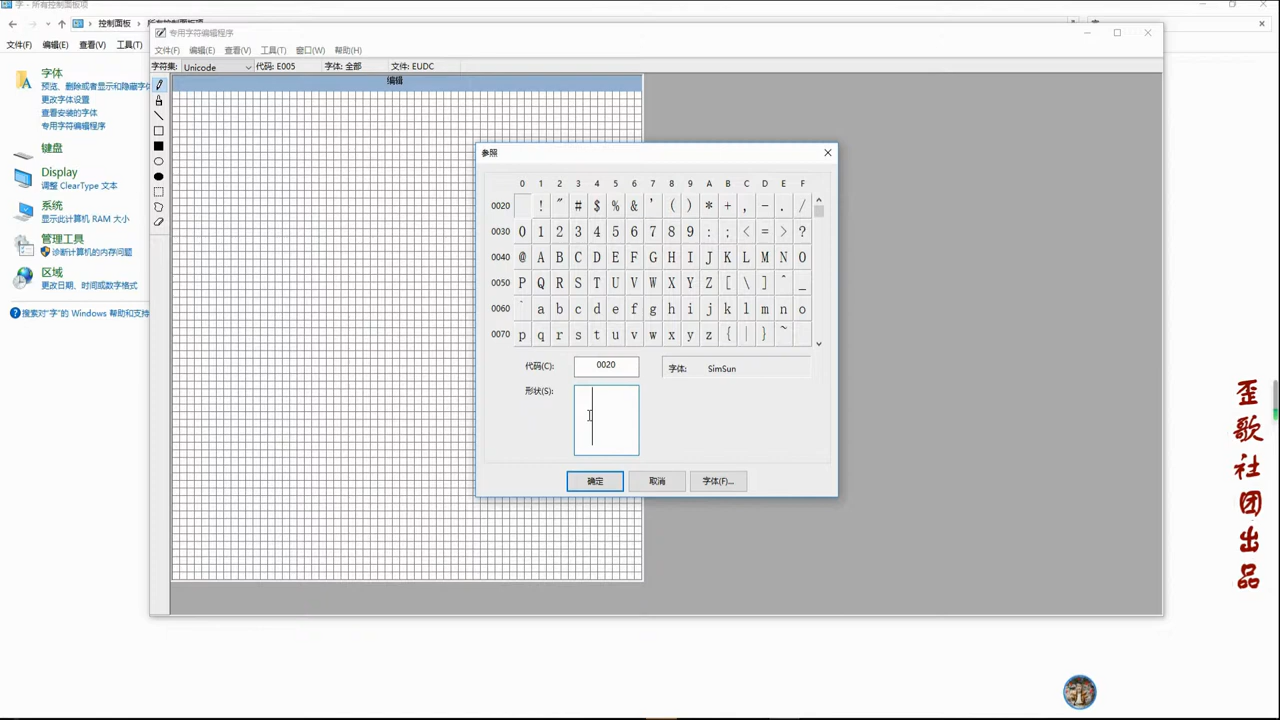 字 - 所有控制面板项
控制面板 › 所有控制面板项
文件(F) 编辑(E) 查看(V) 工具(T)
字体
预览、删除或者显示和隐藏字体
更改字体设置
查看安装的字体
专用字符编辑程序
键盘
Display
调整 ClearType 文本
系统
显示此计算机 RAM 大小
管理工具
诊断计算机的内存问题
区域
更改日期、时间或数字格式
搜索对"字"的 Windows 帮助和支持
专用字符编辑程序
文件(F) 编辑(E) 查看(V) 工具(T) 窗口(W) 帮助(H)
字符集: Unicode 代码: E005 字体: 全部 文件: EUDC
编辑
参照
0 1 2 3 4 5 6 7 8 9 A B C D E F
0020 ! " # $ % & ' ( ) * + , - . /
0030 0 1 2 3 4 5 6 7 8 9 : ; < = > ?
0040 @ A B C D E F G H I J K L M N O
0050 P Q R S T U V W X Y Z [ \ ] ^ _
0060 ` a b c d e f g h i j k l m n o
0070 p q r s t u v w x y z { | } ~
代码(C): 0020 字体: SimSun
形状(S):
确定 取消 字体(F)...
歪歌社团出品